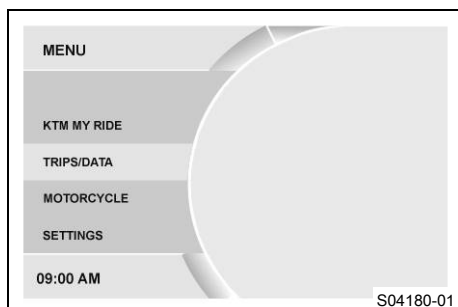 MENU
KTM MY RIDE
TRIPS/DATA
MOTORCYCLE
SETTINGS
09:00 AM
S04180-01